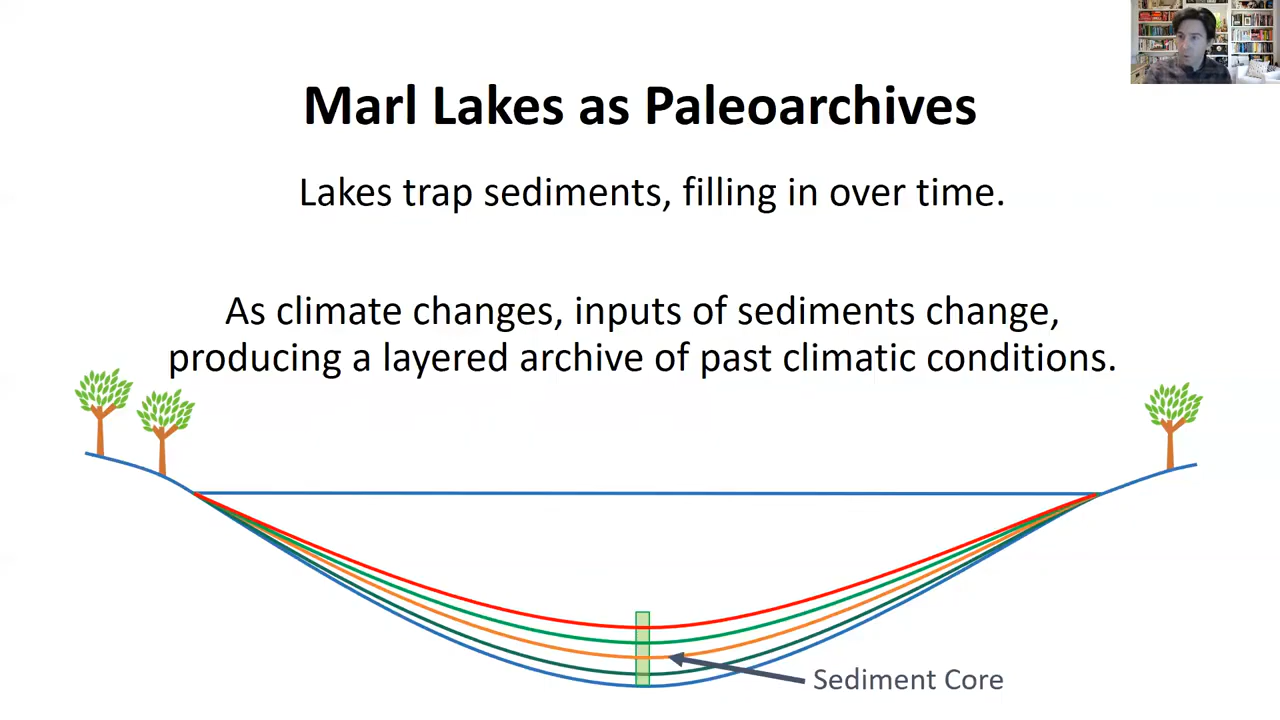 Marl Lakes as Paleoarchives
Lakes trap sediments, filling in over time.
As climate changes, inputs of sediments change,
producing a layered archive of past climatic conditions.
Sediment Core